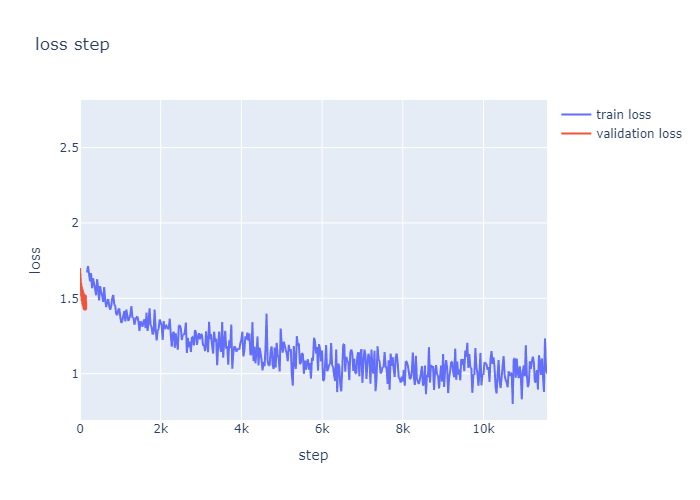 loss step
train loss
validation loss
2.5
2
1.5
1
loss
0
2k
4k
6k
8k
10k
step